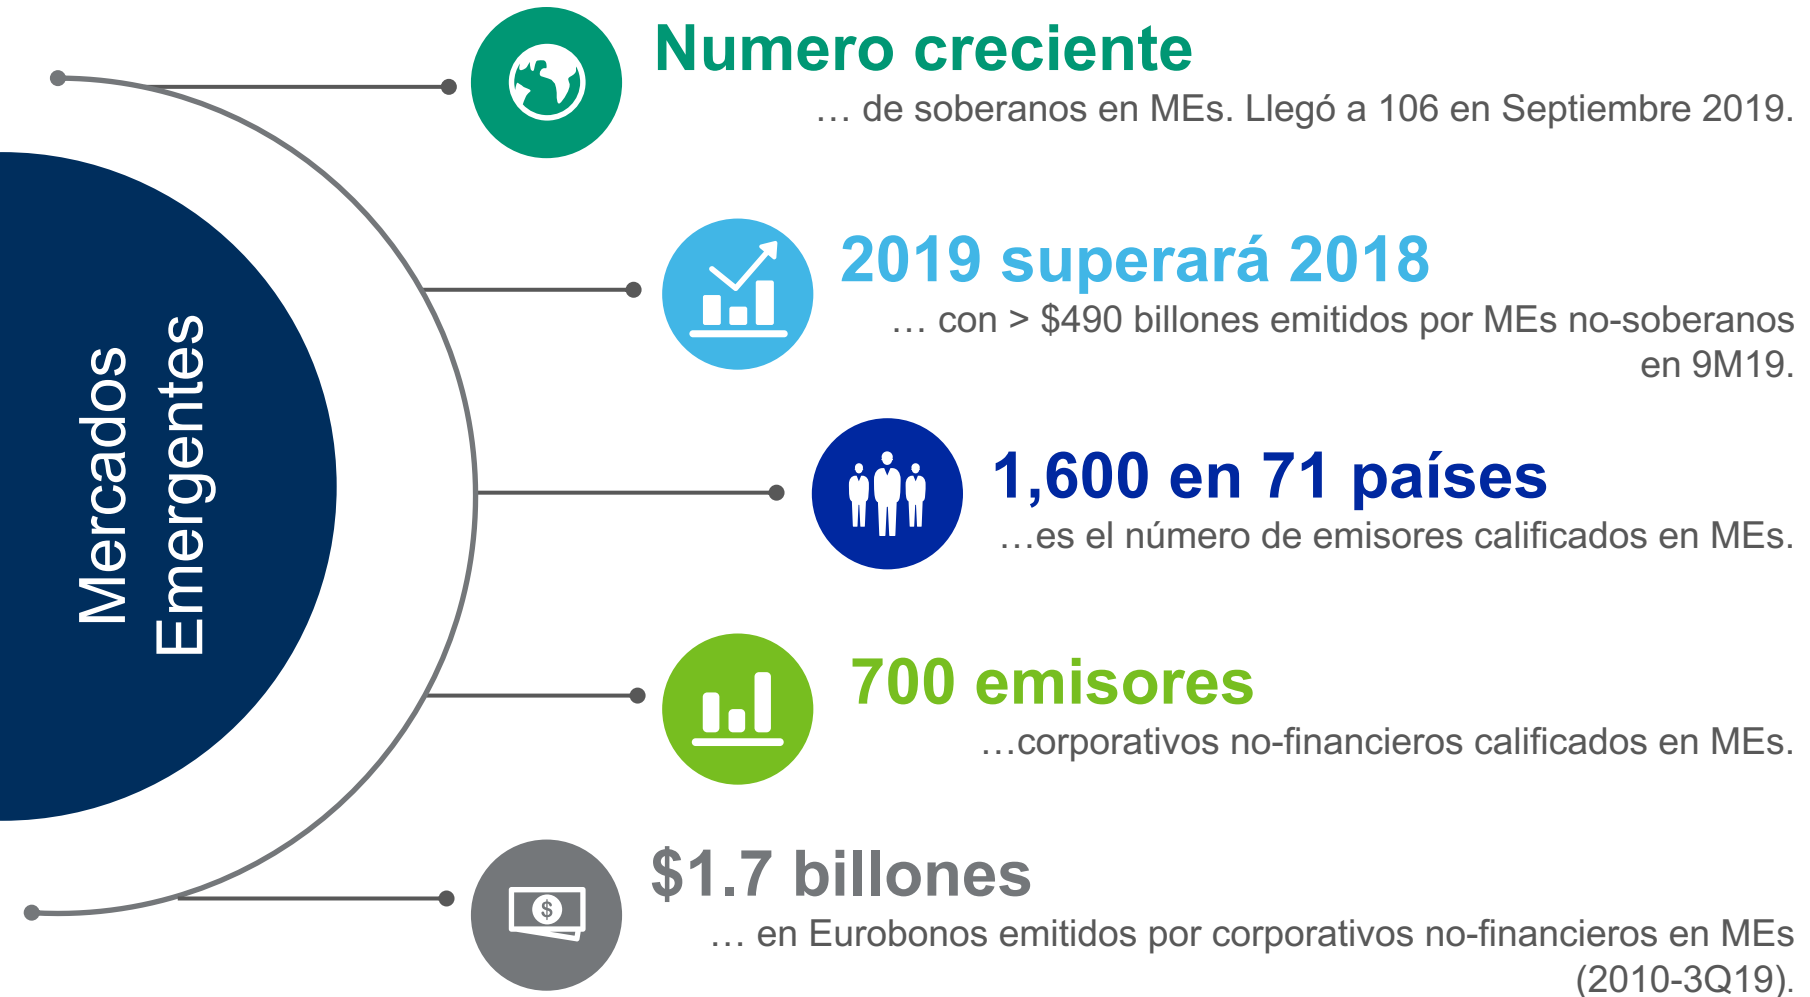 Mercados
Emergentes
Numero creciente
… de soberanos en MEs. Llegó a 106 en Septiembre 2019.
2019 superará 2018
… con > $490 billones emitidos por MEs no-soberanos
en 9M19.
1,600 en 71 países
…es el número de emisores calificados en MEs.
700 emisores
…corporativos no-financieros calificados en MEs.
$
$1.7 billones
… en Eurobonos emitidos por corporativos no-financieros en MEs
(2010-3Q19).